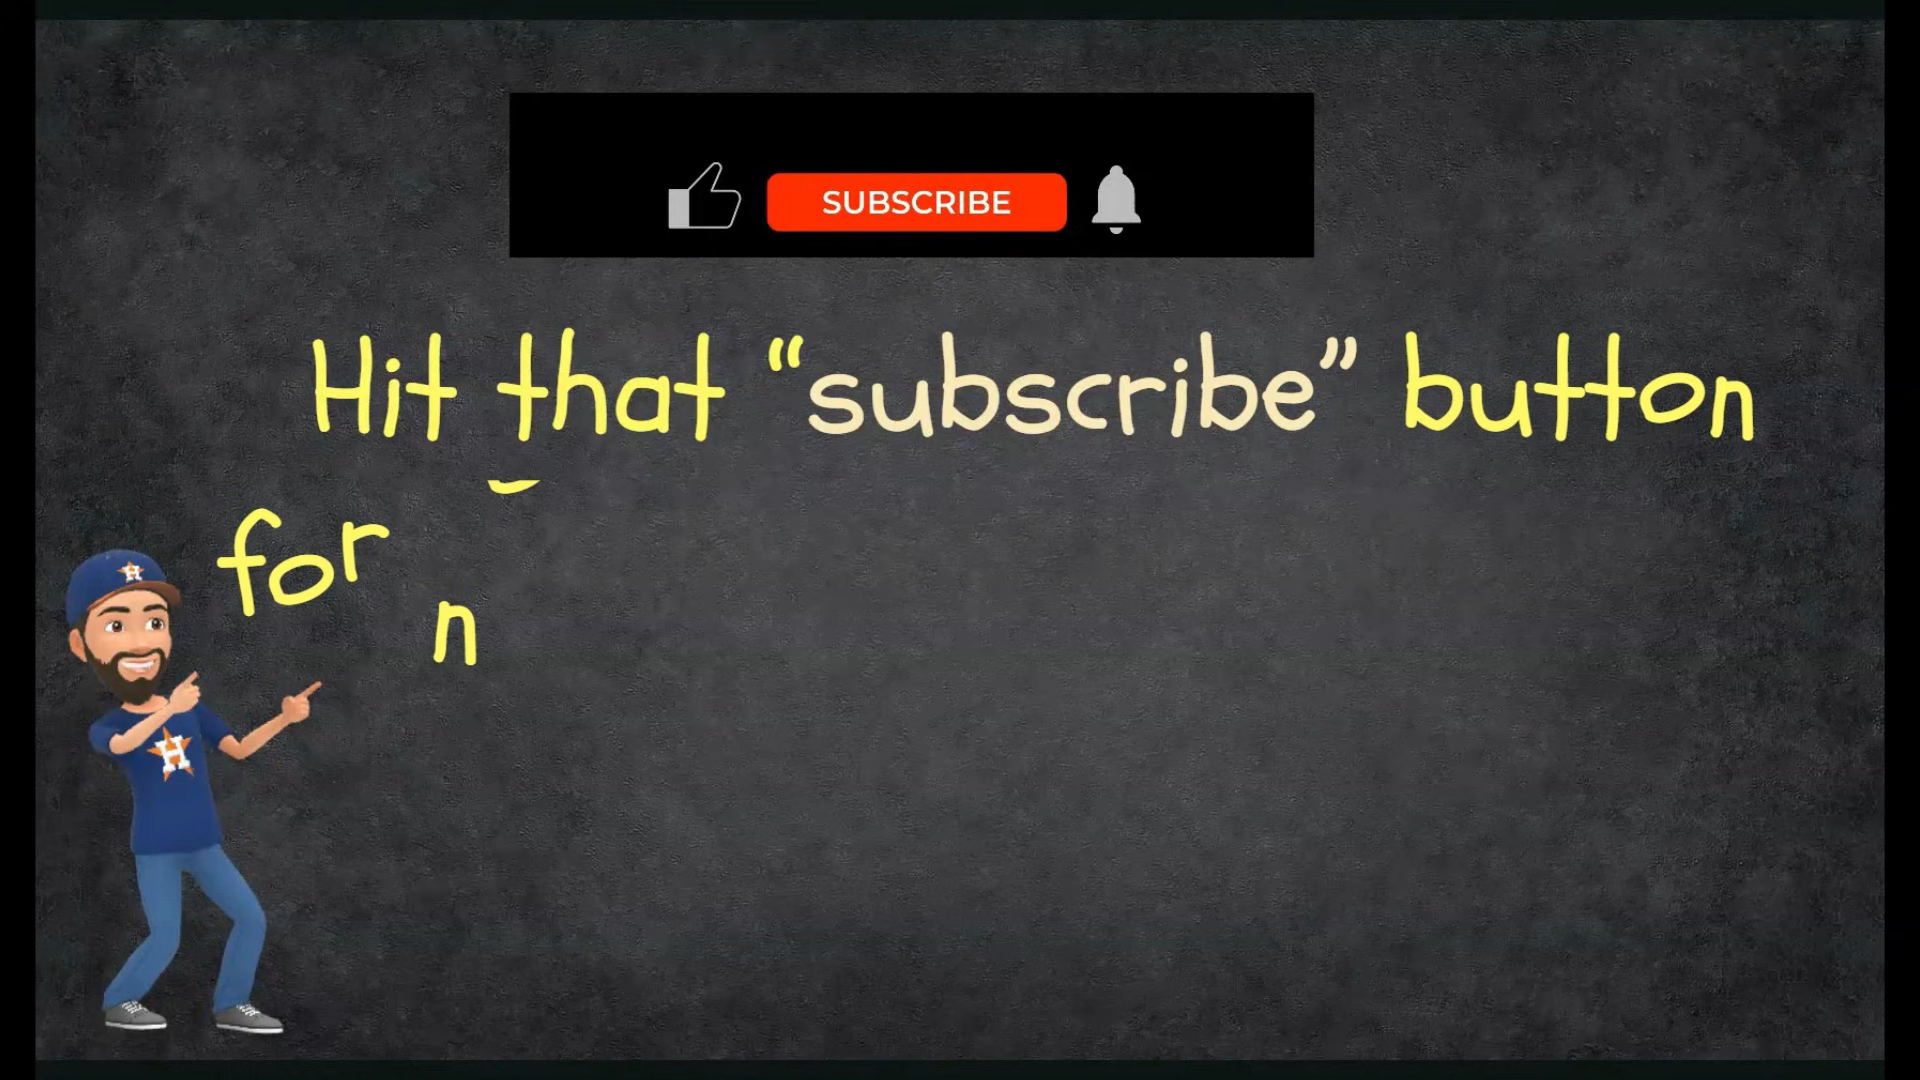 SUBSCRIBE
Hit that “subscribe” button
for n
H
H